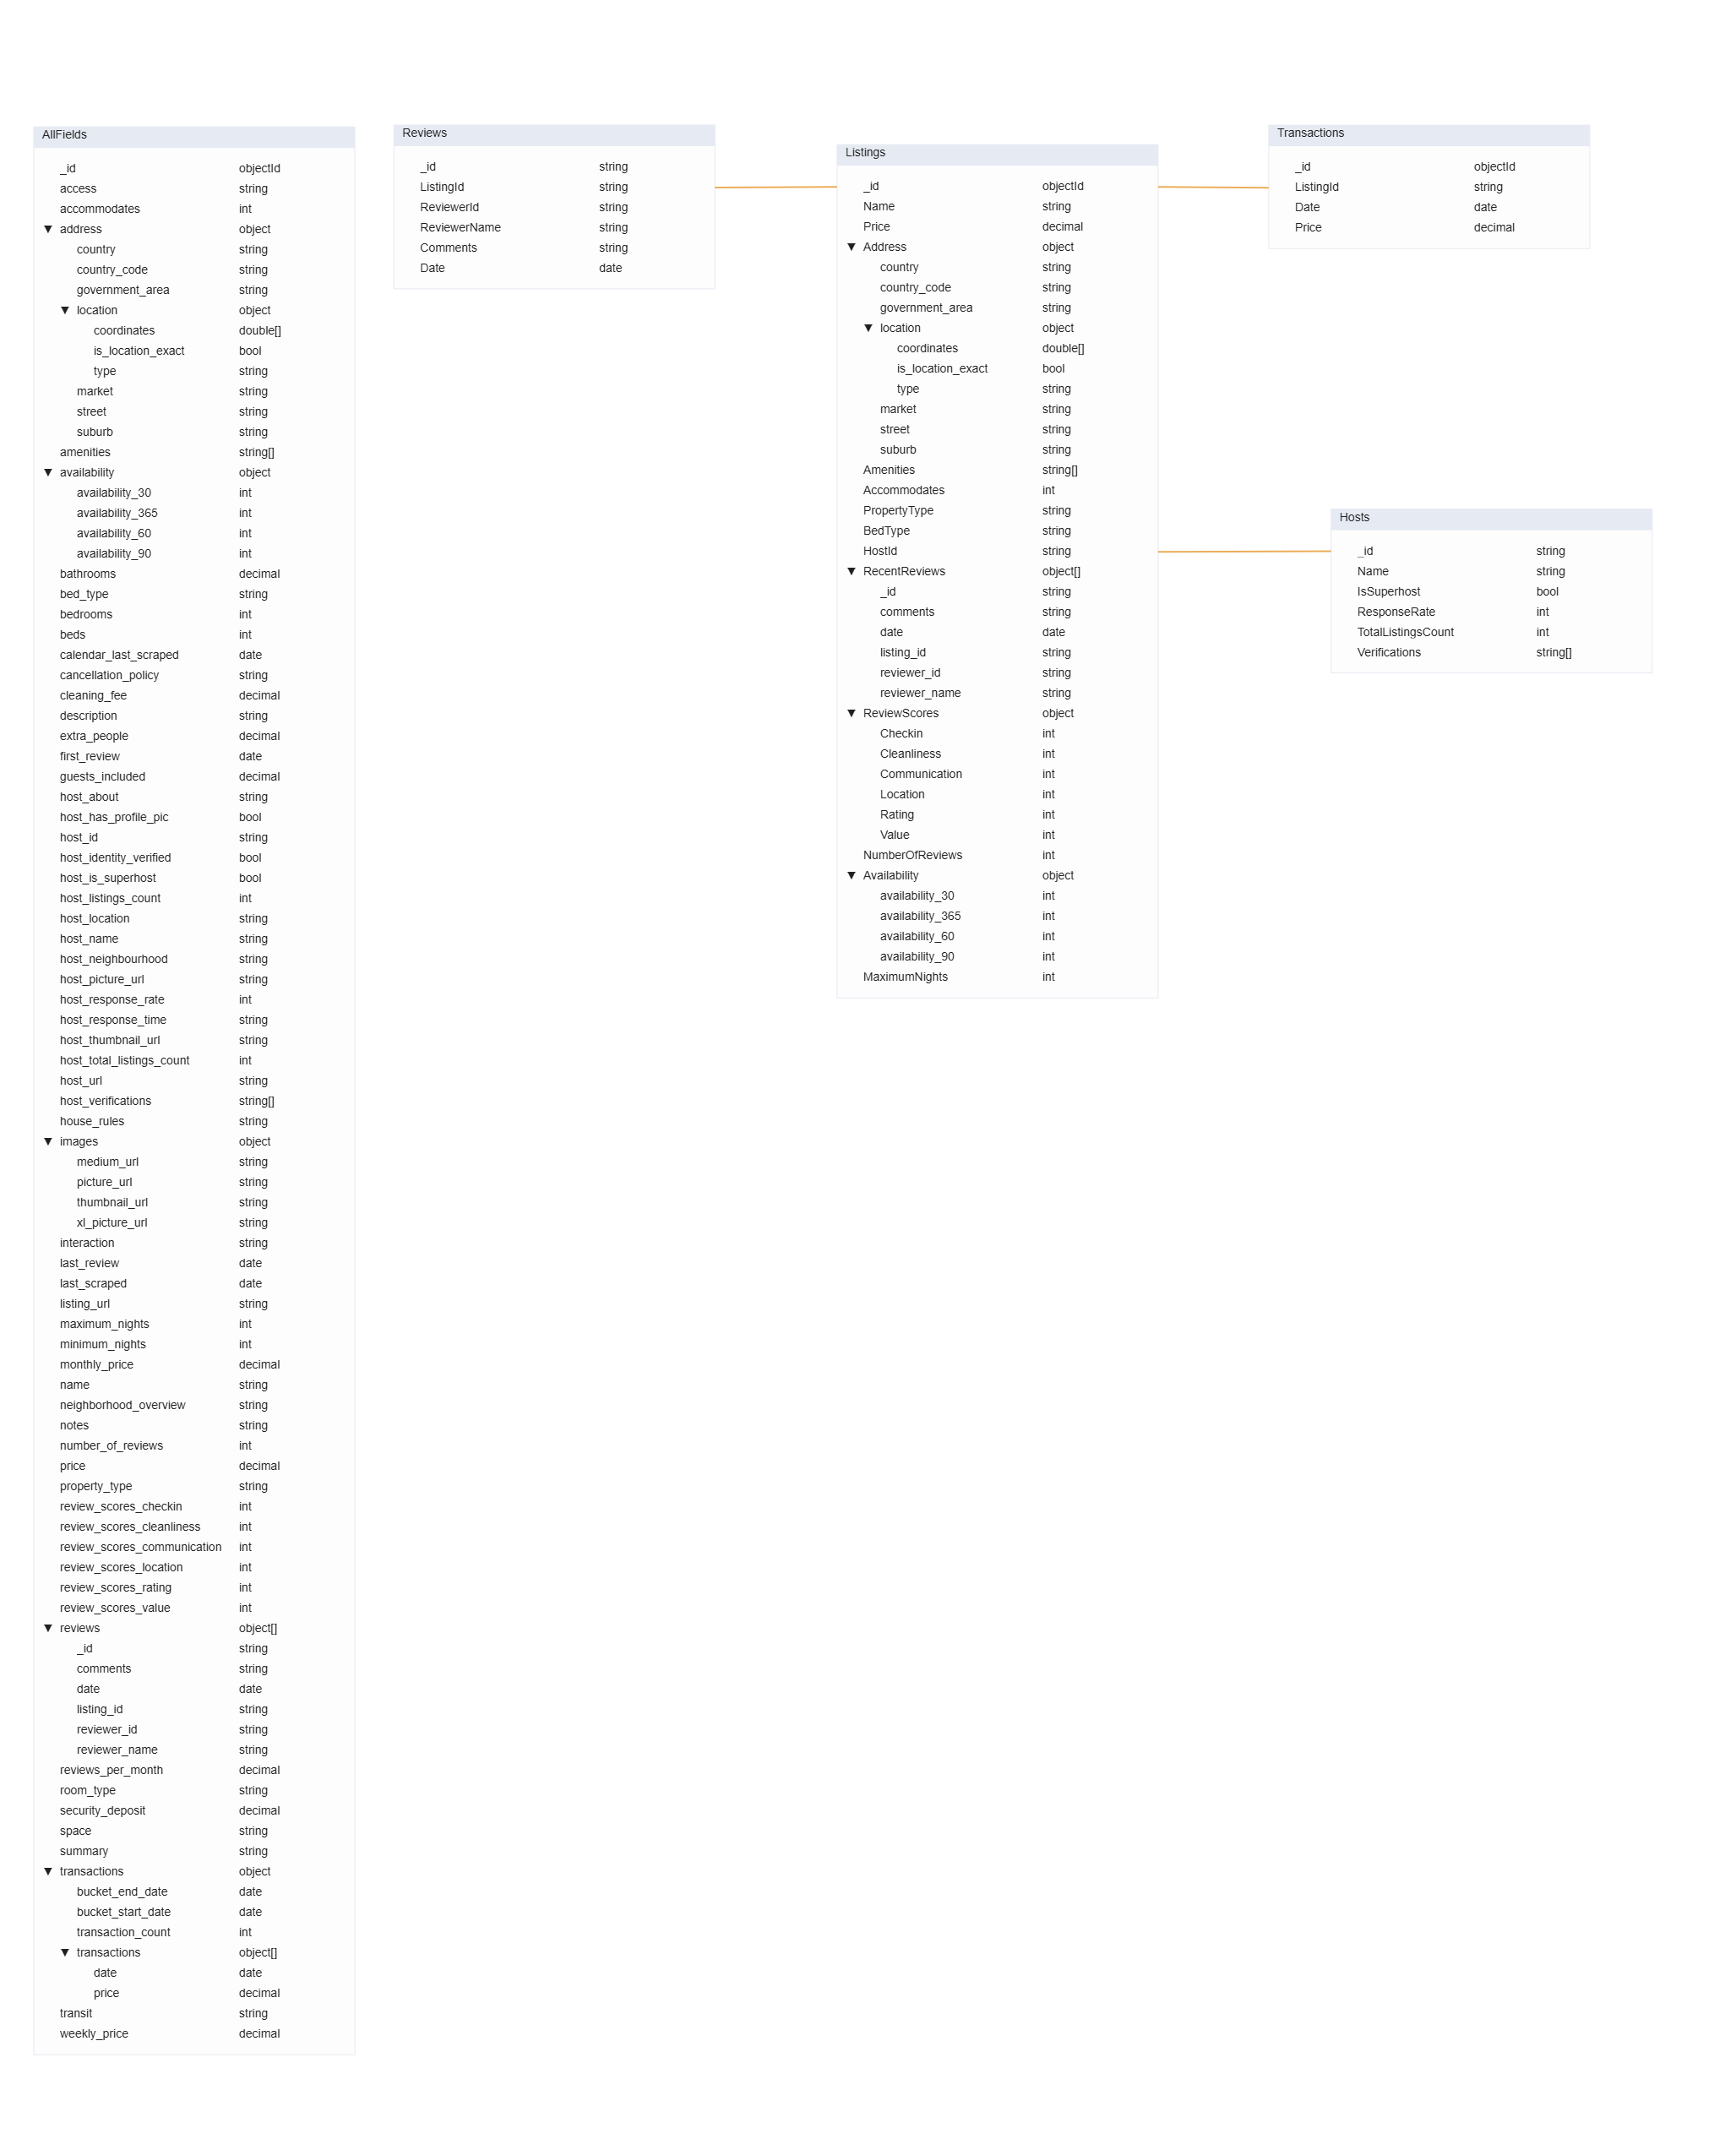 AllFields
_id objectId
access string
accommodates int
▼ address object
country string
country_code string
government_area string
▼ location object
coordinates double[]
is_location_exact bool
type string
market string
street string
suburb string
amenities string[]
▼ availability object
availability_30 int
availability_365 int
availability_60 int
availability_90 int
bathrooms decimal
bed_type string
bedrooms int
beds int
calendar_last_scraped date
cancellation_policy string
cleaning_fee decimal
description string
extra_people decimal
first_review date
guests_included decimal
host_about string
host_has_profile_pic bool
host_id string
host_identity_verified bool
host_is_superhost bool
host_listings_count int
host_location string
host_name string
host_neighbourhood string
host_picture_url string
host_response_rate int
host_response_time string
host_thumbnail_url string
host_total_listings_count int
host_url string
host_verifications string[]
house_rules string
▼ images object
medium_url string
picture_url string
thumbnail_url string
xl_picture_url string
interaction string
last_review date
last_scraped date
listing_url string
maximum_nights int
minimum_nights int
monthly_price decimal
name string
neighborhood_overview string
notes string
number_of_reviews int
price decimal
property_type string
review_scores_checkin int
review_scores_cleanliness int
review_scores_communication int
review_scores_location int
review_scores_rating int
review_scores_value int
▼ reviews object[]
_id string
comments string
date date
listing_id string
reviewer_id string
reviewer_name string
reviews_per_month decimal
room_type string
security_deposit decimal
space string
summary string
▼ transactions object
bucket_end_date date
bucket_start_date date
transaction_count int
▼ transactions object[]
date date
price decimal
transit string
weekly_price decimal
Reviews
_id string
ListingId string
ReviewerId string
ReviewerName string
Comments string
Date date
Listings
_id objectId
Name string
Price decimal
▼ Address object
country string
country_code string
government_area string
▼ location object
coordinates double[]
is_location_exact bool
type string
market string
street string
suburb string
Amenities string[]
Accommodates int
PropertyType string
BedType string
HostId string
▼ RecentReviews object[]
_id string
comments string
date date
listing_id string
reviewer_id string
reviewer_name string
▼ ReviewScores object
Checkin int
Cleanliness int
Communication int
Location int
Rating int
Value int
NumberOfReviews int
▼ Availability object
availability_30 int
availability_365 int
availability_60 int
availability_90 int
MaximumNights int
Transactions
_id objectId
ListingId string
Date date
Price decimal
Hosts
_id string
Name string
IsSuperhost bool
ResponseRate int
TotalListingsCount int
Verifications string[]